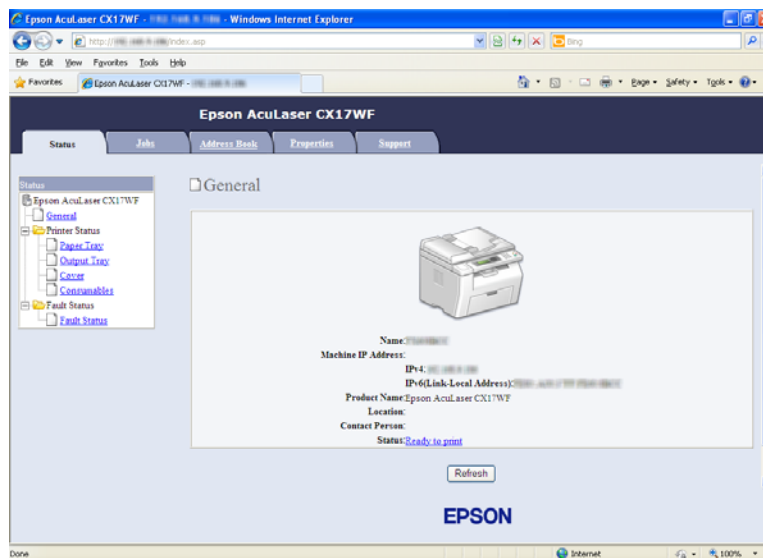 Epson AcuLaser CX17WF - - Windows Internet Explorer
http:// /index.asp
Bing
File Edit View Favorites Tools Help
Favorites Epson AcuLaser CX17WF -
Page Safety Tools
Epson AcuLaser CX17WF
Status Jobs Address Book Properties Support
Status
Epson AcuLaser CX17WF
General
Printer Status
Paper Tray
Output Tray
Cover
Consumables
Fault Status
Fault Status
General
Name:
Machine IP Address:
IPv4:
IPv6(Link-Local Address):
Product Name:Epson AcuLaser CX17WF
Location:
Contact Person:
Status:Ready to print
Refresh
EPSON
Done Internet 100%